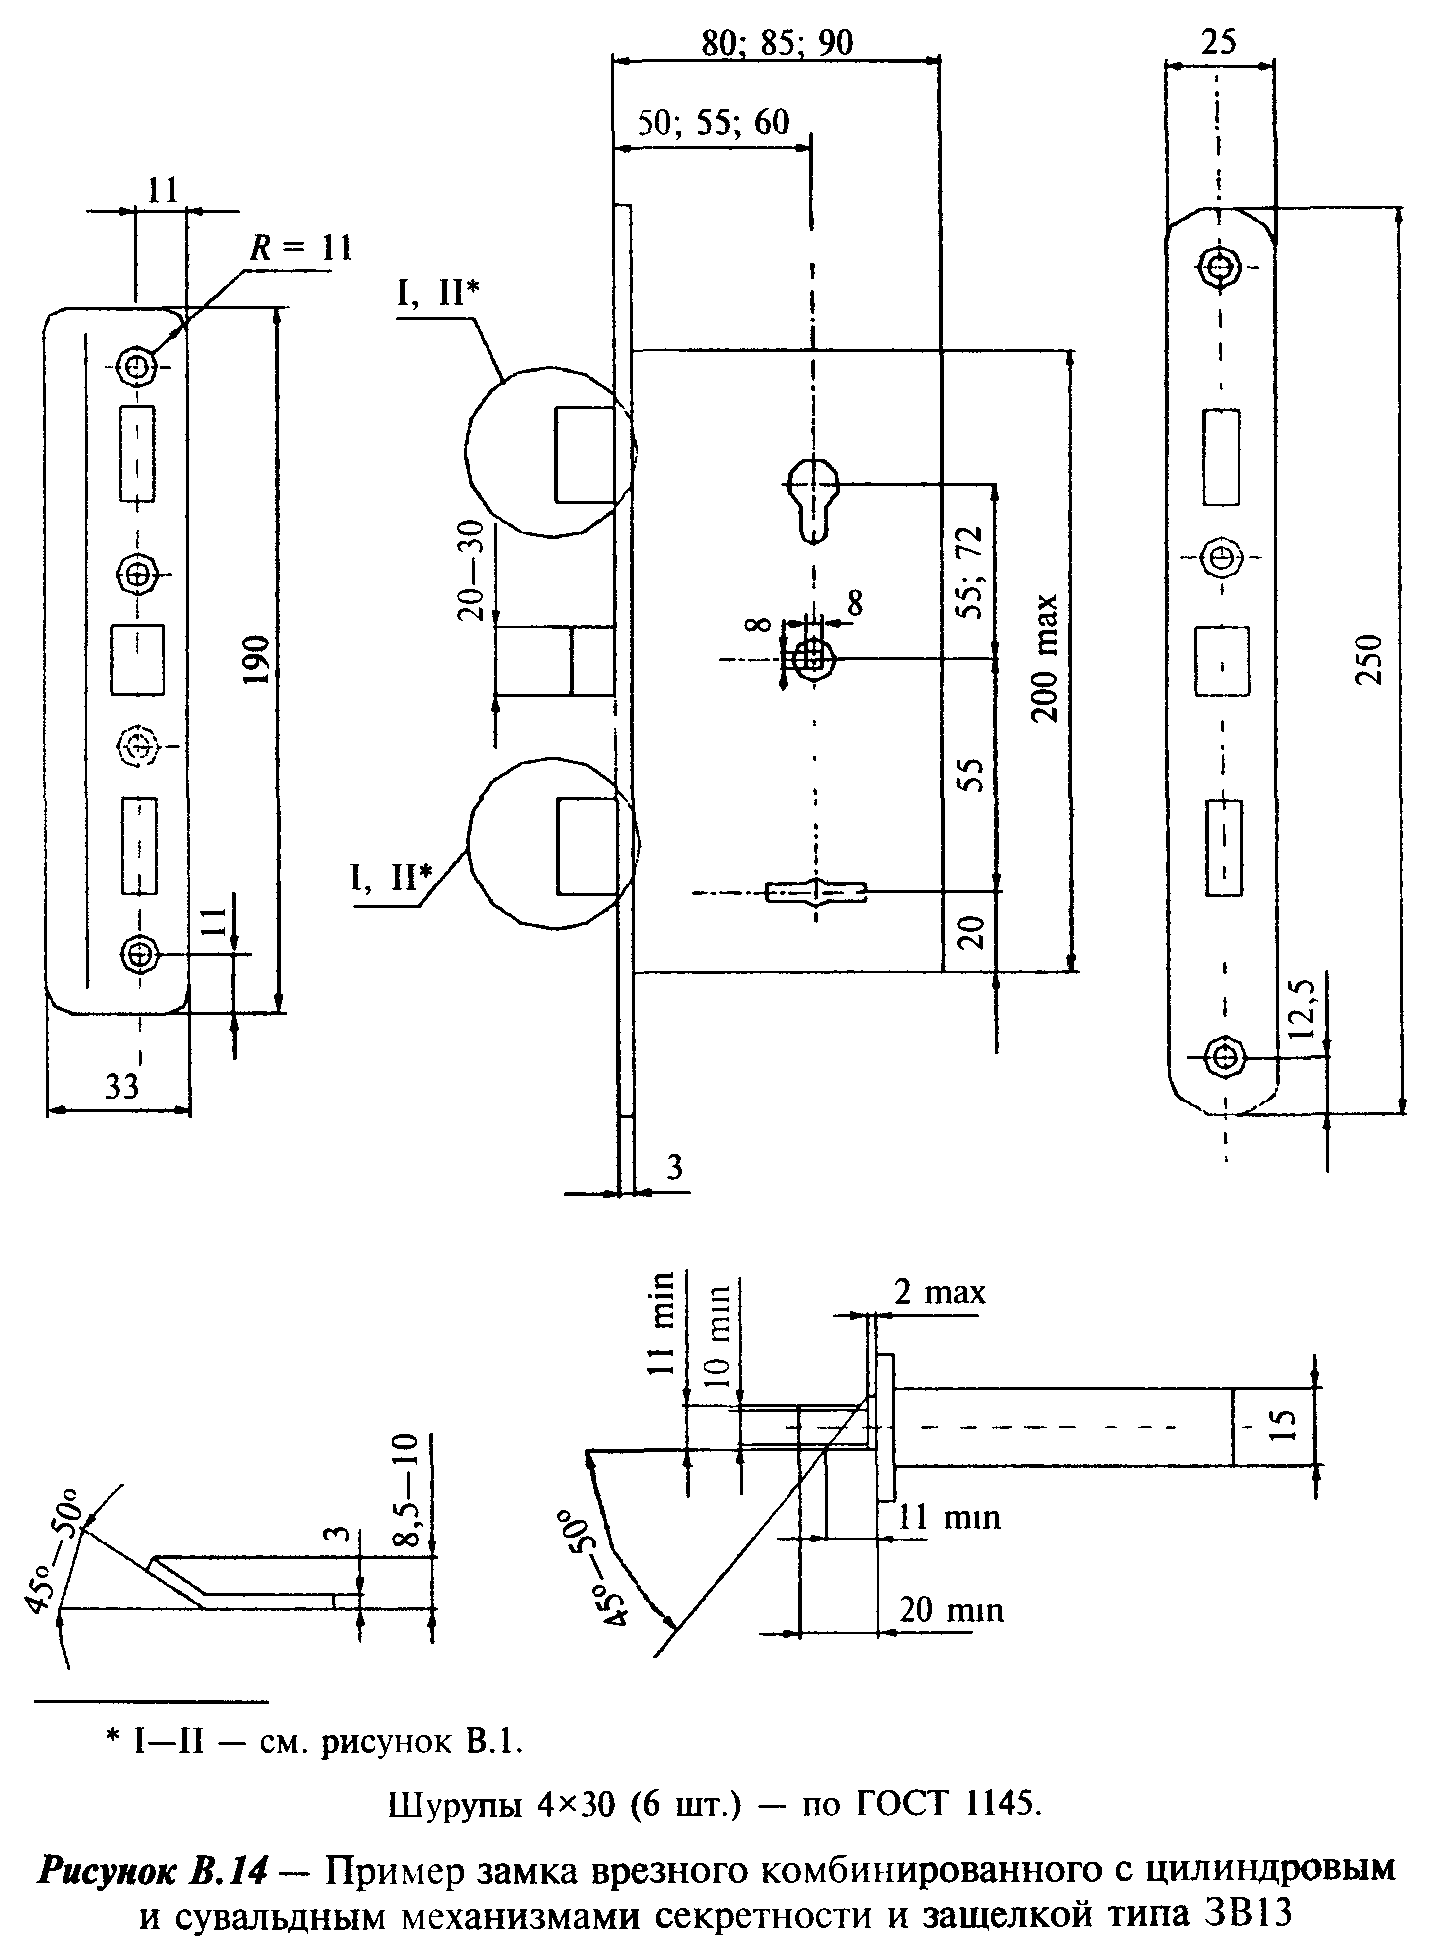 80; 85; 90
25
50; 55; 60
11
R = 11
I, II*
20—30
55; 72
8
8
190
200 max
250
55
I, II*
11
20
12,5
33
3
2 max
11 min
10 min
15
8,5—10
3
45°—50°
45°—50°
11 min
20 min
* I—II — см. рисунок В.1.
Шурупы 4×30 (6 шт.) — по ГОСТ 1145.
Рисунок В.14 — Пример замка врезного комбинированного с цилиндровым
и сувальдным механизмами секретности и защелкой типа ЗВ13